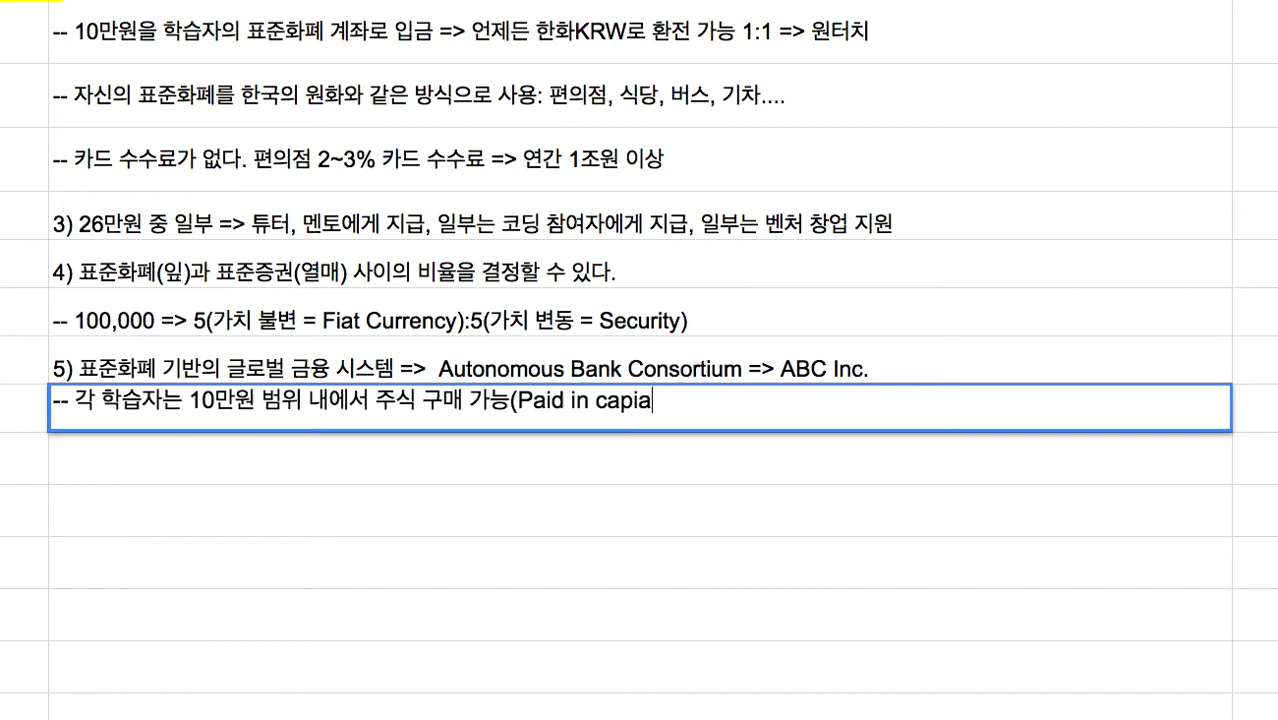 -- 10만원을 학습자의 표준화폐 계좌로 입금 => 언제든 한화KRW로 환전 가능 1:1 => 원터치
-- 자신의 표준화폐를 한국의 원화와 같은 방식으로 사용: 편의점, 식당, 버스, 기차....
-- 카드 수수료가 없다. 편의점 2~3% 카드 수수료 => 연간 1조원 이상
3) 26만원 중 일부 => 튜터, 멘토에게 지급, 일부는 코딩 참여자에게 지급, 일부는 벤처 창업 지원
4) 표준화폐(잎)과 표준증권(열매) 사이의 비율을 결정할 수 있다.
-- 100,000 => 5(가치 불변 = Fiat Currency):5(가치 변동 = Security)
5) 표준화폐 기반의 글로벌 금융 시스템 =>  Autonomous Bank Consortium => ABC Inc.
-- 각 학습자는 10만원 범위 내에서 주식 구매 가능(Paid in capia